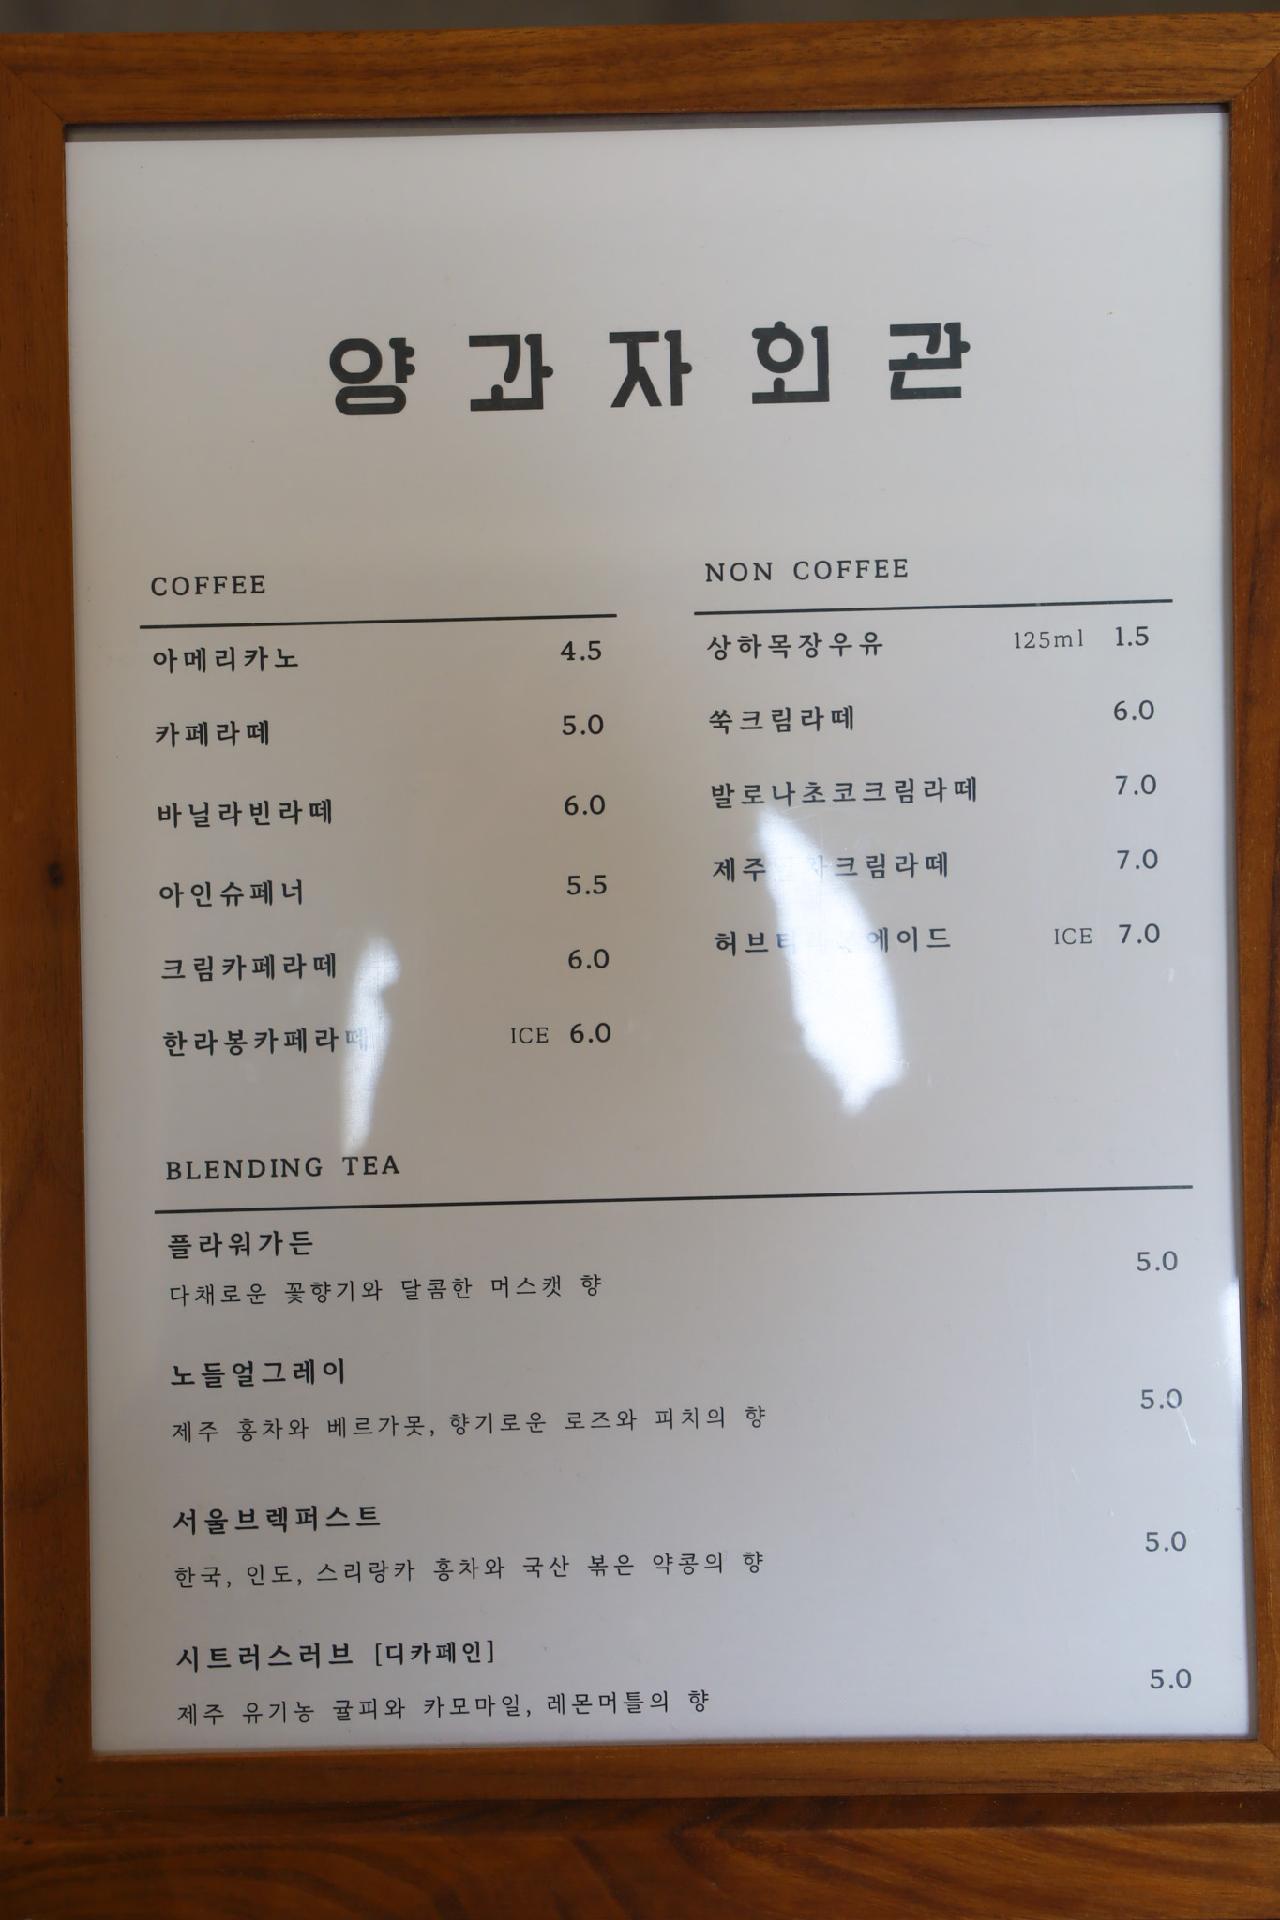 양과자회관
COFFEE
아메리카노 4.5
카페라떼 5.0
바닐라빈라떼 6.0
아인슈페너 5.5
크림카페라떼 6.0
한라봉카페라떼 ICE 6.0
NON COFFEE
상하목장우유 125ml 1.5
쑥크림라떼 6.0
발로나초코크림라떼 7.0
7.0
ICE 7.0
BLENDING TEA
플라워가든 5.0
다채로운 꽃향기와 달콤한 머스캣 향
노들얼그레이 5.0
제주 홍차와 베르가못, 향기로운 로즈와 피치의 향
서울브렉퍼스트 5.0
한국, 인도, 스리랑카 홍차와 국산 볶은 약콩의 향
시트러스러브 [디카페인] 5.0
제주 유기농 귤피와 카모마일, 레몬머틀의 향